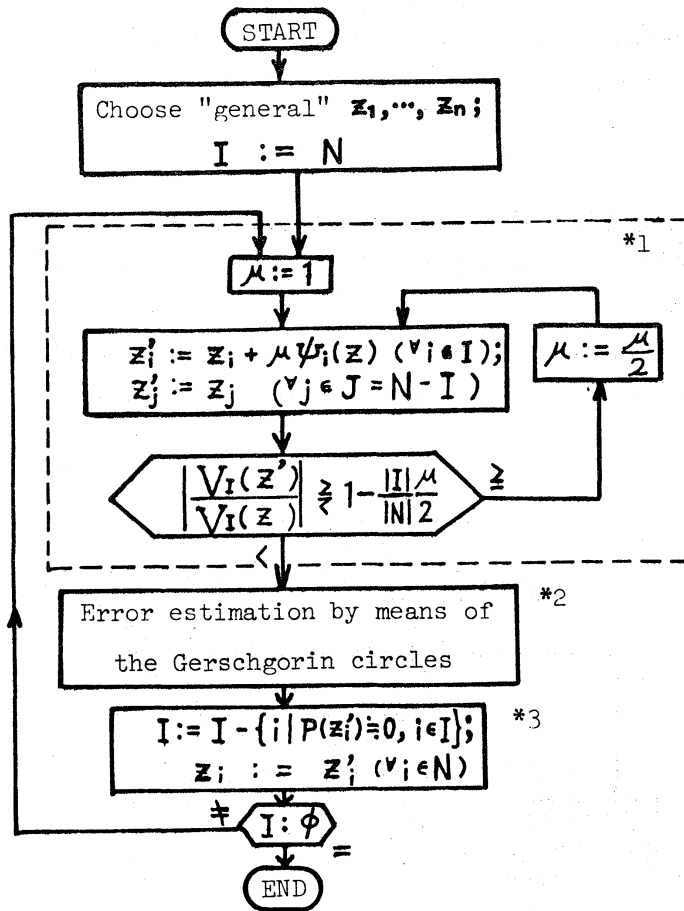 START
Choose "general" z₁,…, zₙ;
I := N
*1
μ := 1
z'ᵢ := zᵢ + μψᵢ(z) (∀i∈I);
z'ⱼ := zⱼ (∀j∈J=N-I)
μ := μ/2
|V_I(z')/V_I(z)| ≧< 1-|I|/|N| μ/2
≧
<
*2
Error estimation by means of
the Gerschgorin circles
*3
I:= I-{i|P(z'ᵢ)≒0, i∈I};
zᵢ := z'ᵢ (∀i∈N)
≠
I : ϕ
=
END